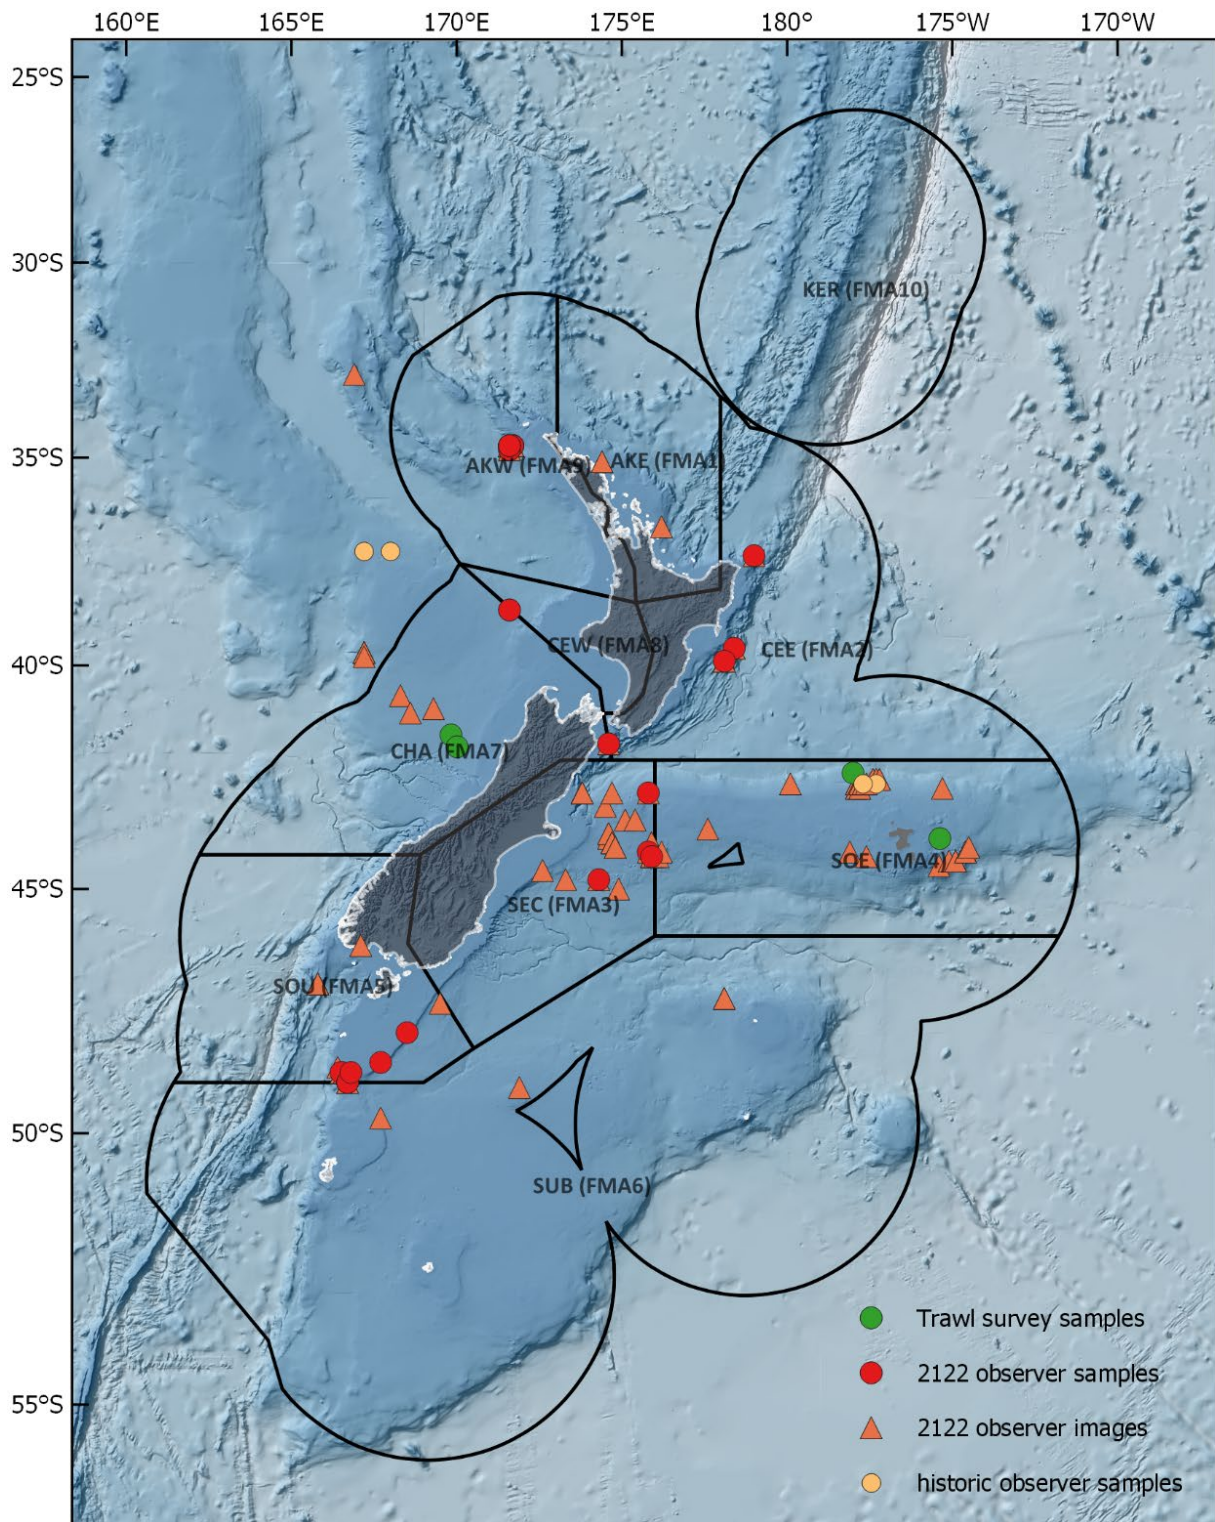 160°E 165°E 170°E 175°E 180° 175°W 170°W
25°S
30°S
KER (FMA10)
35°S
AKW (FMA9) AKE (FMA1)
40°S
CEW (FMA8) CEE (FMA2)
CHA (FMA7)
SOE (FMA4)
45°S
SEC (FMA3)
SOU (FMA5)
50°S
SUB (FMA6)
55°S
Trawl survey samples
2122 observer samples
2122 observer images
historic observer samples